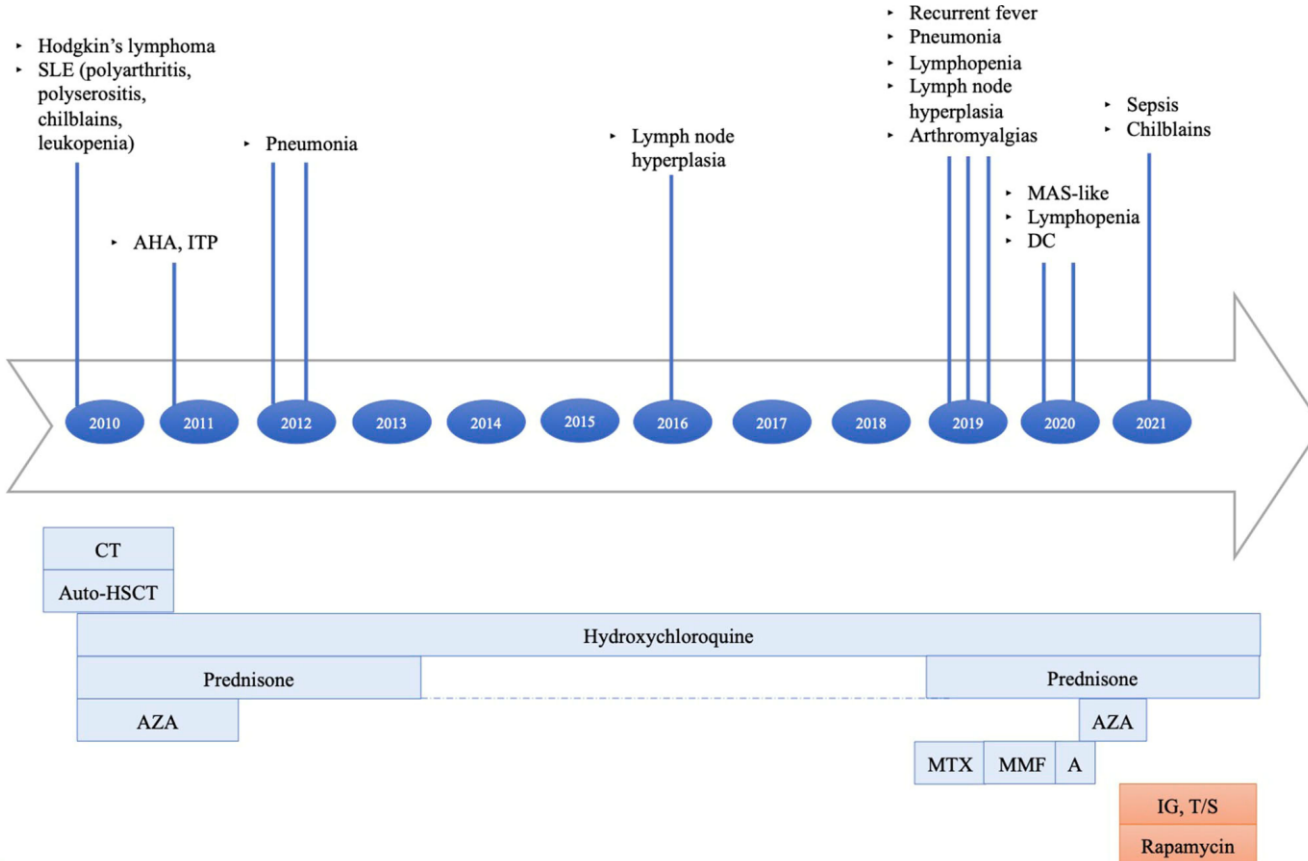 ‣ Hodgkin’s lymphoma
‣ SLE (polyarthritis,
polyserositis,
chilblains,
leukopenia)
‣ AHA, ITP
‣ Pneumonia
‣ Lymph node
hyperplasia
‣ Recurrent fever
‣ Pneumonia
‣ Lymphopenia
‣ Lymph node
hyperplasia
‣ Arthromyalgias
‣ MAS-like
‣ Lymphopenia
‣ DC
‣ Sepsis
‣ Chilblains
2010 2011 2012 2013 2014 2015 2016 2017 2018 2019 2020 2021
CT
Auto-HSCT
Hydroxychloroquine
Prednisone Prednisone
AZA AZA
MTX MMF A
IG, T/S
Rapamycin